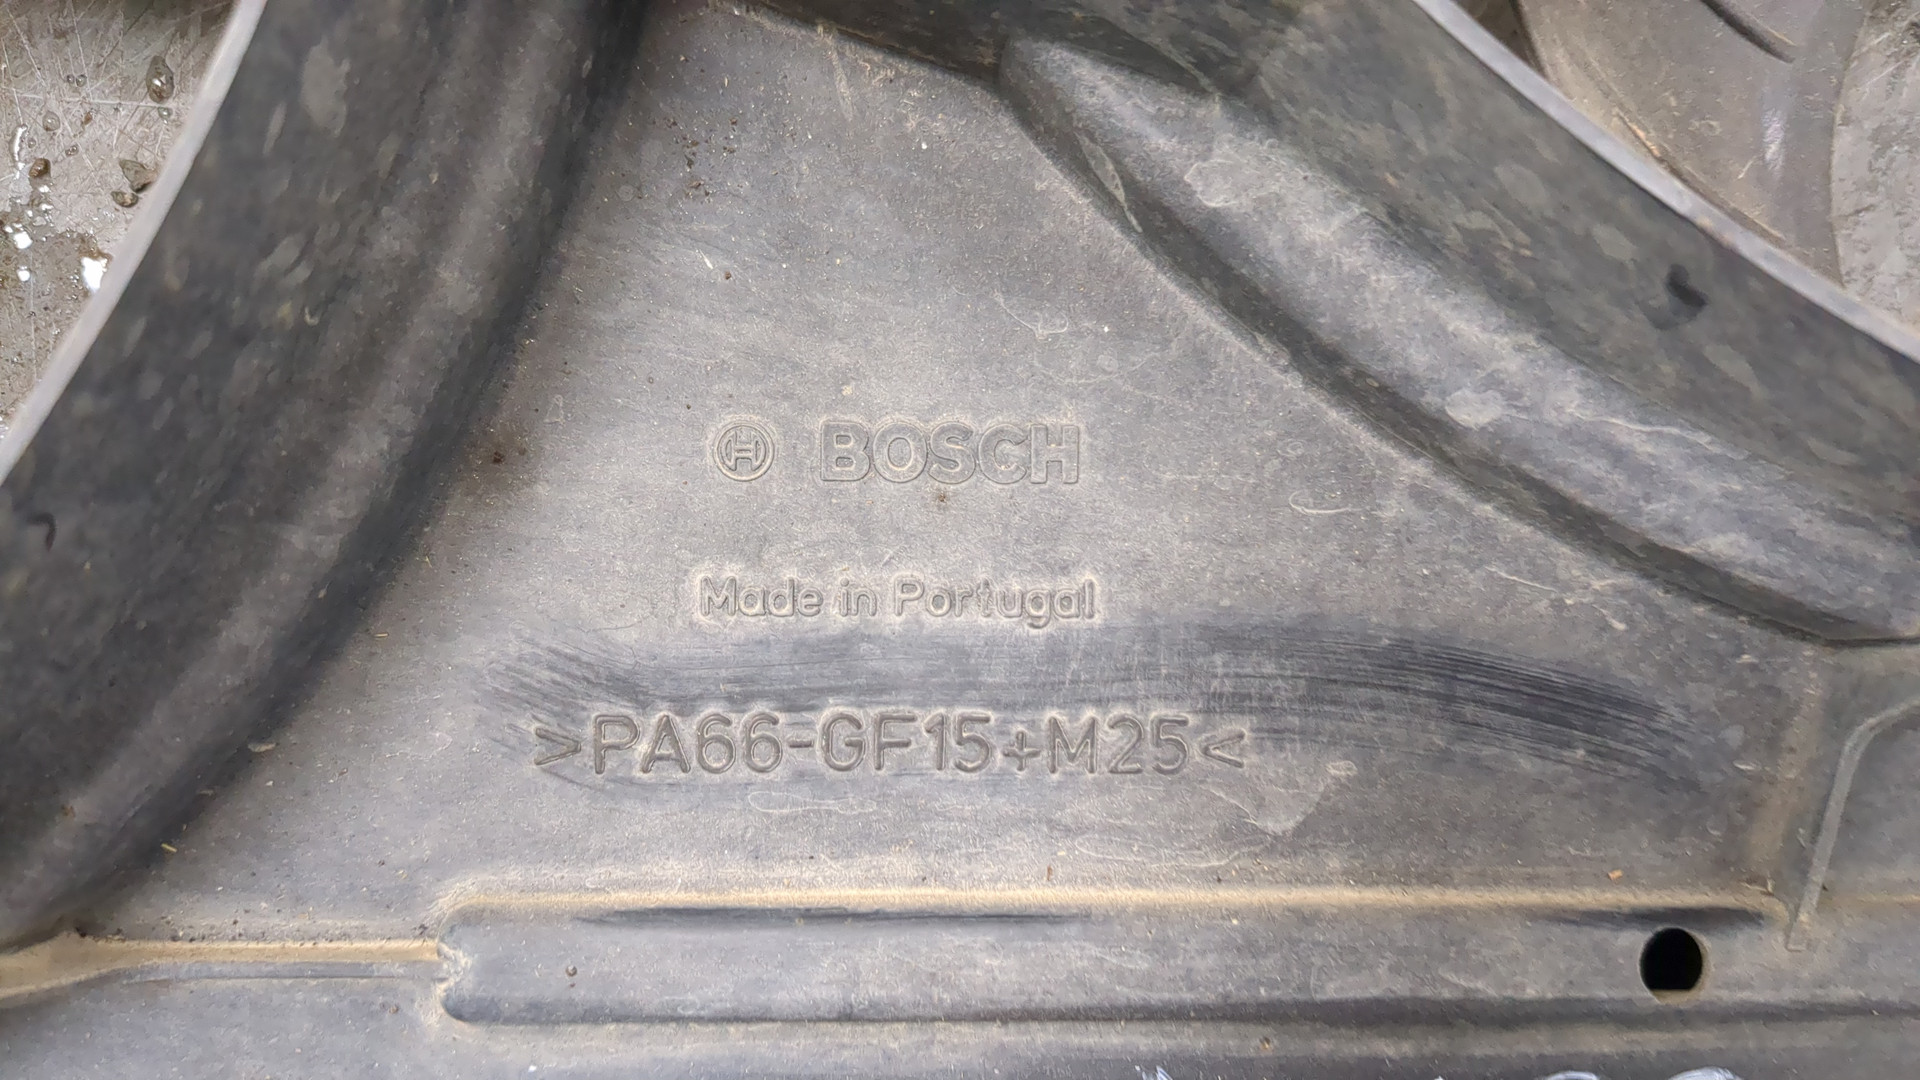 BOSCH
Made in Portugal
>PA66-GF15+M25<